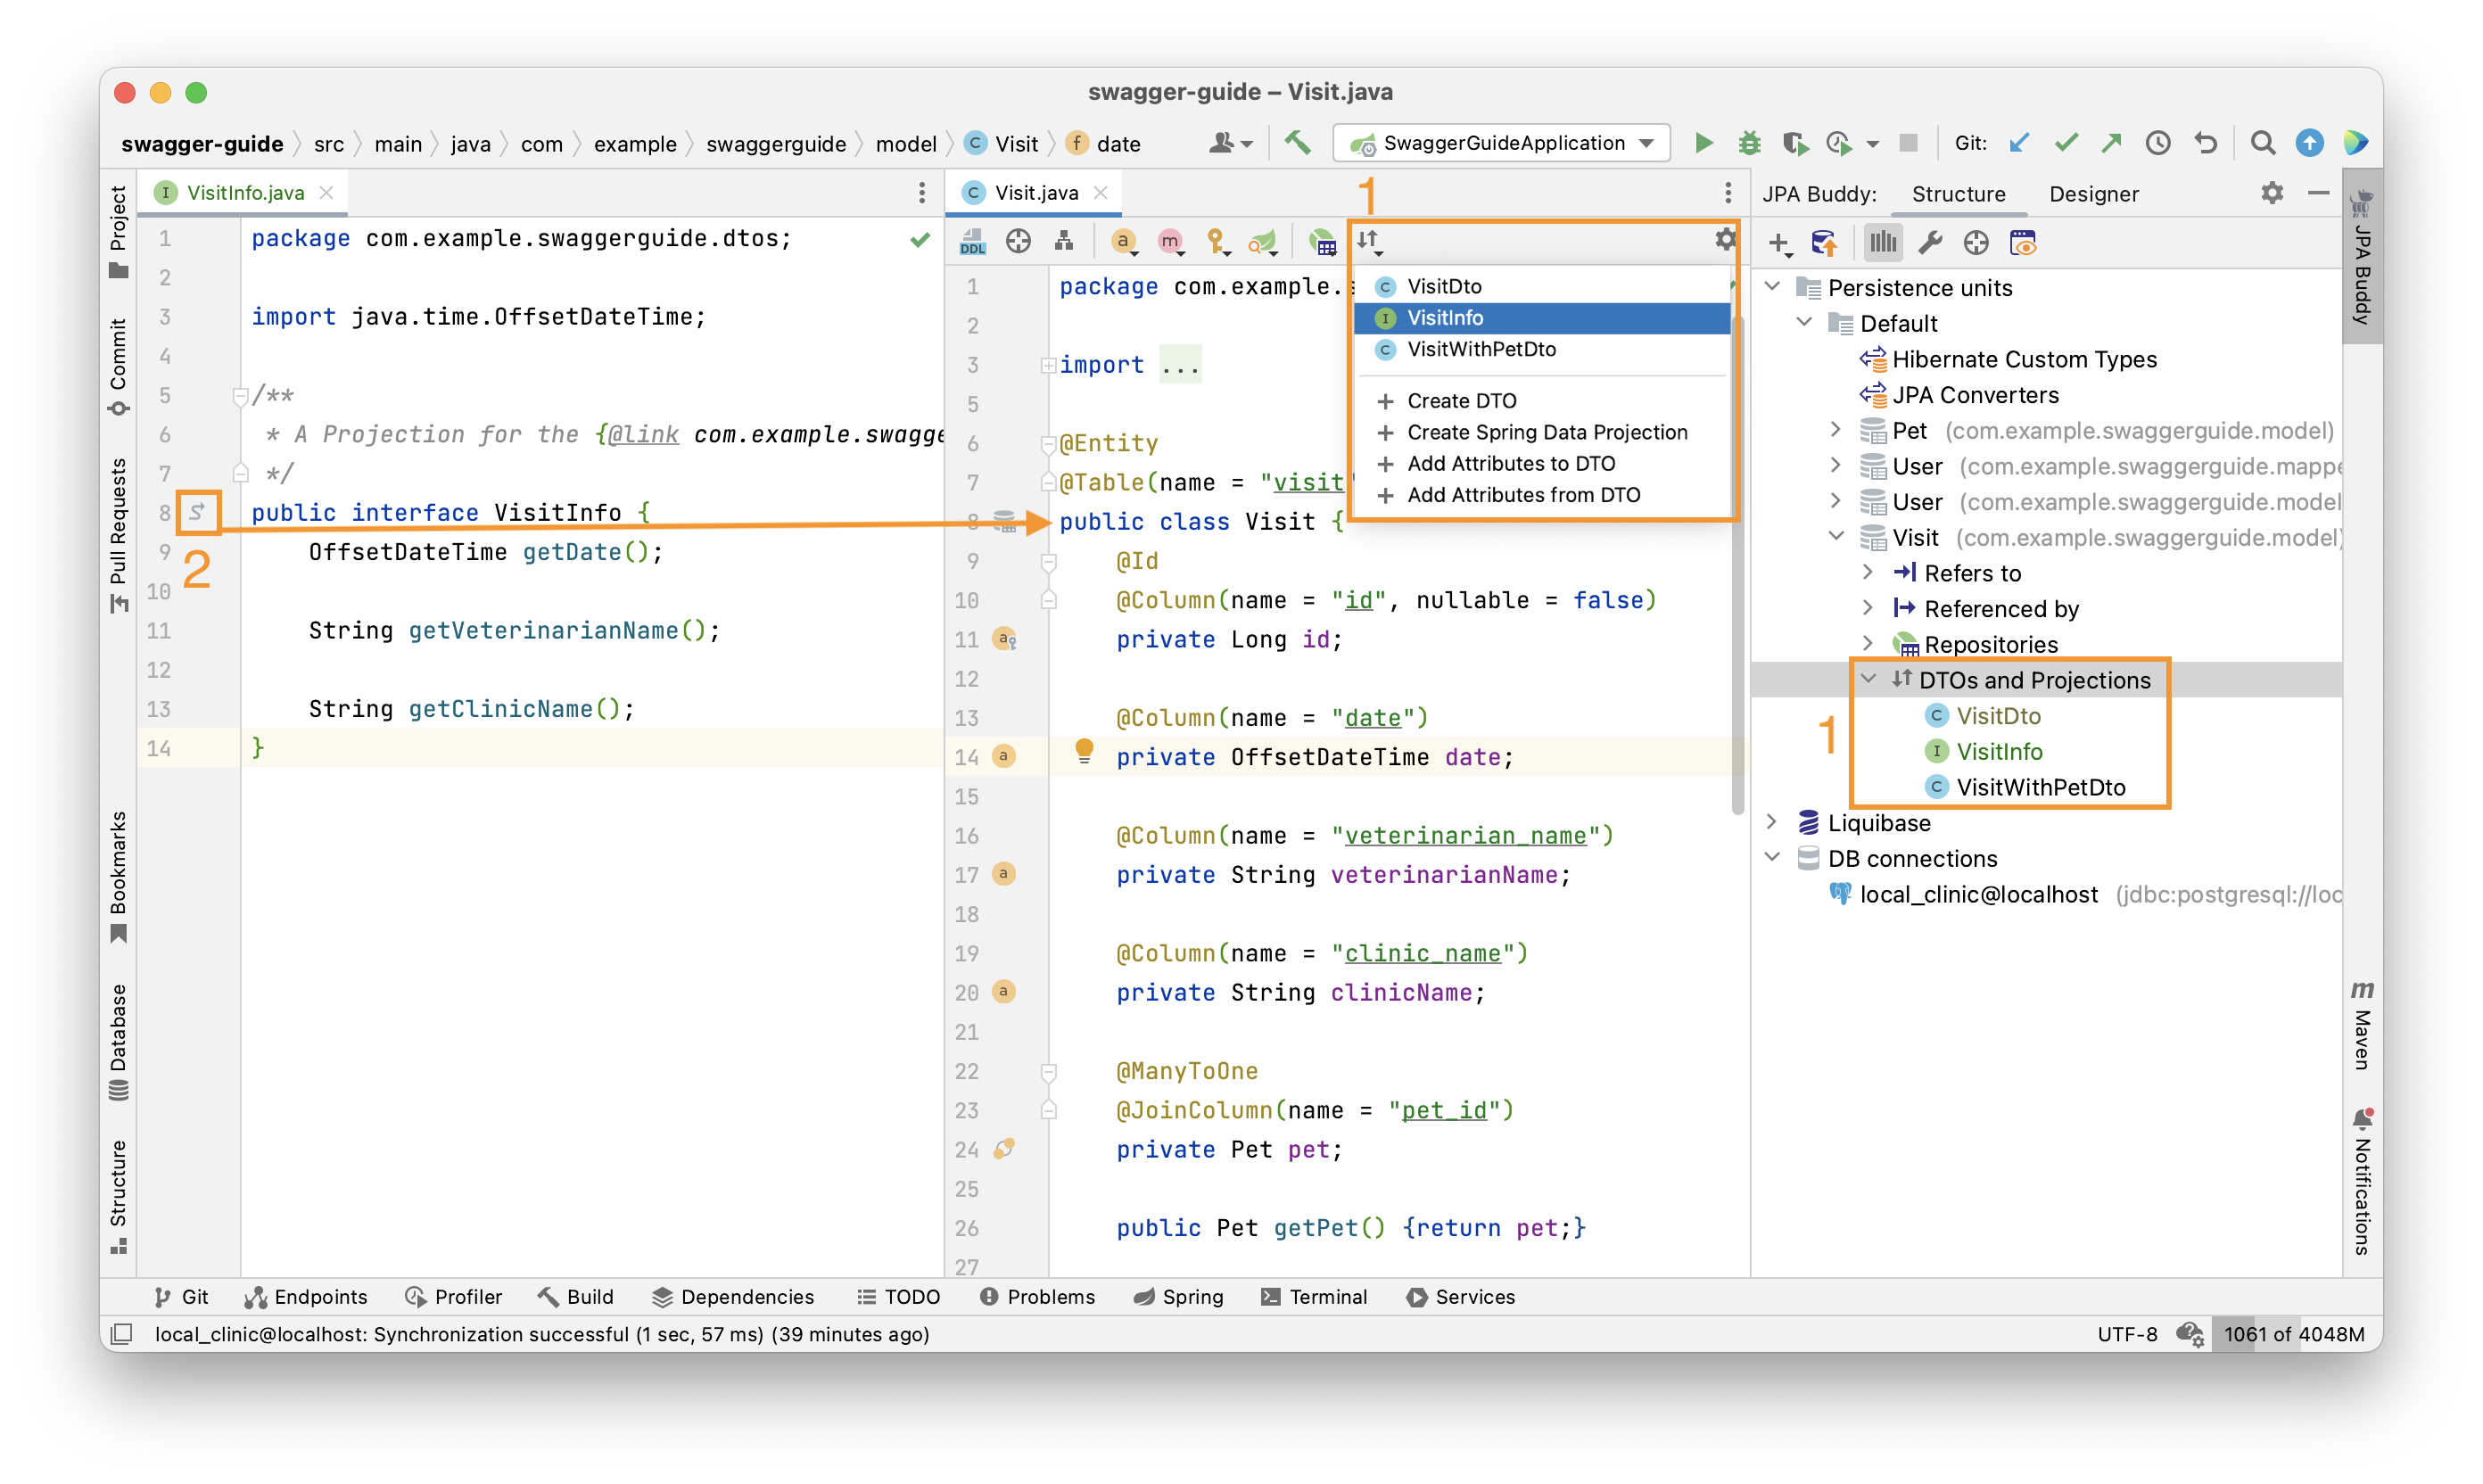 swagger-guide – Visit.java
swagger-guide src main java com example swaggerguide model C Visit f date SwaggerGuideApplication Git:
Project
Commit
Pull Requests
Bookmarks
Database
Structure
I VisitInfo.java
1 package com.example.swaggerguide.dtos;
2
3 import java.time.OffsetDateTime;
4
5 /**
6 * A Projection for the {@link com.example.swagge
7 */
8 public interface VisitInfo {
2
9 OffsetDateTime getDate();
10
11 String getVeterinarianName();
12
13 String getClinicName();
14 }
C Visit.java
1
DDL a m
C VisitDto
I VisitInfo
C VisitWithPetDto
+ Create DTO
+ Create Spring Data Projection
+ Add Attributes to DTO
+ Add Attributes from DTO
1 package com.example.s
2
3 import ...
5
6 @Entity
7 @Table(name = "visit"
8 public class Visit {
9 @Id
10 @Column(name = "id", nullable = false)
11 private Long id;
12
13 @Column(name = "date")
14 private OffsetDateTime date;
15
16 @Column(name = "veterinarian_name")
17 private String veterinarianName;
18
19 @Column(name = "clinic_name")
20 private String clinicName;
21
22 @ManyToOne
23 @JoinColumn(name = "pet_id")
24 private Pet pet;
25
26 public Pet getPet() {return pet;}
27
JPA Buddy: Structure Designer
Persistence units
Default
Hibernate Custom Types
JPA Converters
Pet (com.example.swaggerguide.model)
User (com.example.swaggerguide.mappe
User (com.example.swaggerguide.model
Visit (com.example.swaggerguide.model)
Refers to
Referenced by
Repositories
DTOs and Projections
1
C VisitDto
I VisitInfo
C VisitWithPetDto
Liquibase
DB connections
local_clinic@localhost (jdbc:postgresql://loc
JPA Buddy
m Maven
Notifications
Git Endpoints Profiler Build Dependencies TODO Problems Spring Terminal Services
local_clinic@localhost: Synchronization successful (1 sec, 57 ms) (39 minutes ago) UTF-8 1061 of 4048M